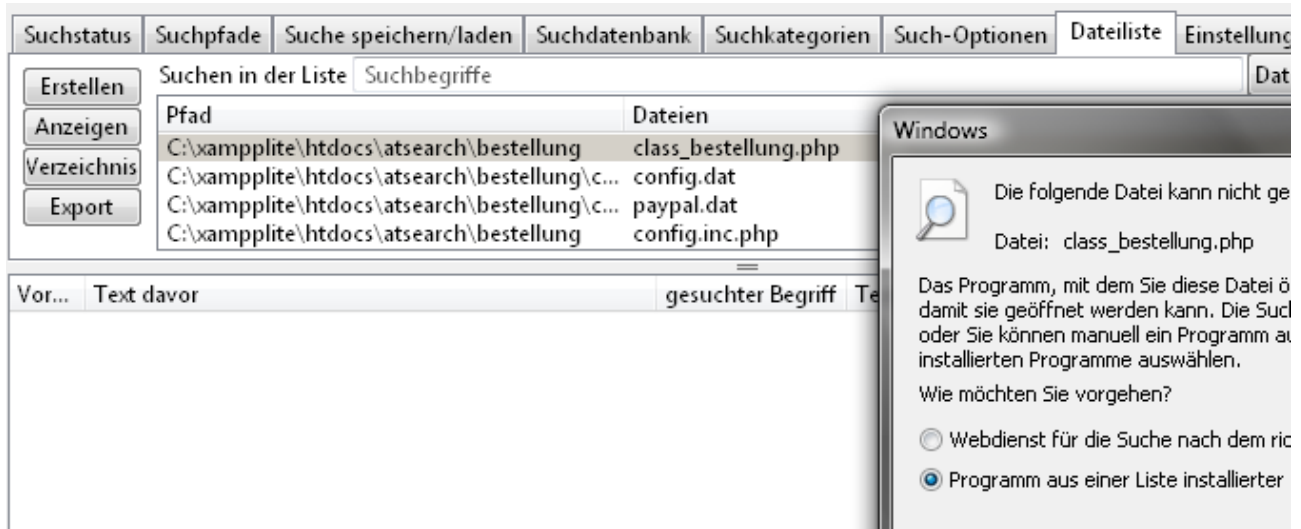 Suchstatus Suchpfade Suche speichern/laden Suchdatenbank Suchkategorien Such-Optionen Dateiliste Einstellung
Erstellen
Anzeigen
Verzeichnis
Export
Suchen in der Liste Suchbegriffe Dat
Pfad Dateien
C:\xampplite\htdocs\atsearch\bestellung class_bestellung.php
C:\xampplite\htdocs\atsearch\bestellung\c... config.dat
C:\xampplite\htdocs\atsearch\bestellung\c... paypal.dat
C:\xampplite\htdocs\atsearch\bestellung config.inc.php
Vor... Text davor gesuchter Begriff Te
Windows
Die folgende Datei kann nicht ge
Datei: class_bestellung.php
Das Programm, mit dem Sie diese Datei ö
damit sie geöffnet werden kann. Die Such
oder Sie können manuell ein Programm au
installierten Programme auswählen.
Wie möchten Sie vorgehen?
Webdienst für die Suche nach dem ric
Programm aus einer Liste installierter